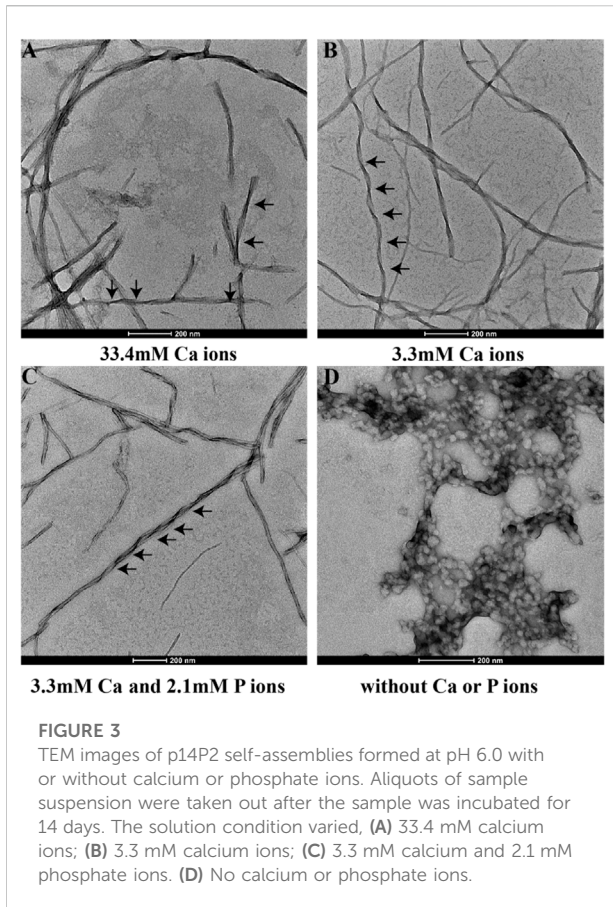 A
B
200 nm
200 nm
33.4mM Ca ions
3.3mM Ca ions
C
D
200 nm
200 nm
3.3mM Ca and 2.1mM P ions
without Ca or P ions
FIGURE 3
TEM images of p14P2 self-assemblies formed at pH 6.0 with
or without calcium or phosphate ions. Aliquots of sample
suspension were taken out after the sample was incubated for
14 days. The solution condition varied, (A) 33.4 mM calcium
ions; (B) 3.3 mM calcium ions; (C) 3.3 mM calcium and 2.1 mM
phosphate ions. (D) No calcium or phosphate ions.